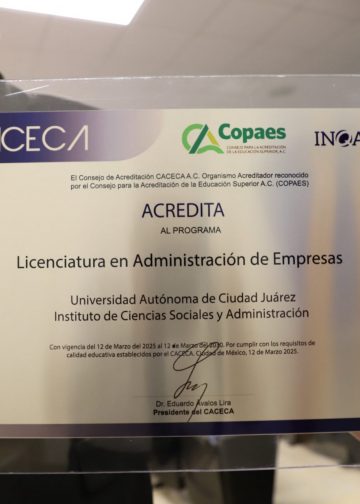 CECA
Copaes
CONSEJO PARA LA ACREDITACIÓN
DE LA EDUCACIÓN SUPERIOR, A.C.
El Consejo de Acreditación CACECA A.C. Organismo Acreditador reconocido
por el Consejo para la Acreditación de la Educación Superior A.C. (COPAES)
ACREDITA
AL PROGRAMA
Licenciatura en Administración de Empresas
Universidad Autónoma de Ciudad Juárez
Instituto de Ciencias Sociales y Administración
Con vigencia del 12 de Marzo del 2025 al 12 de Marzo del 2030. Por cumplir con los requisitos de
calidad educativa establecidos por el CACECA. Ciudad de México, 12 de Marzo 2025.
Dr. Eduardo Avalos Lira
Presidente del CACECA